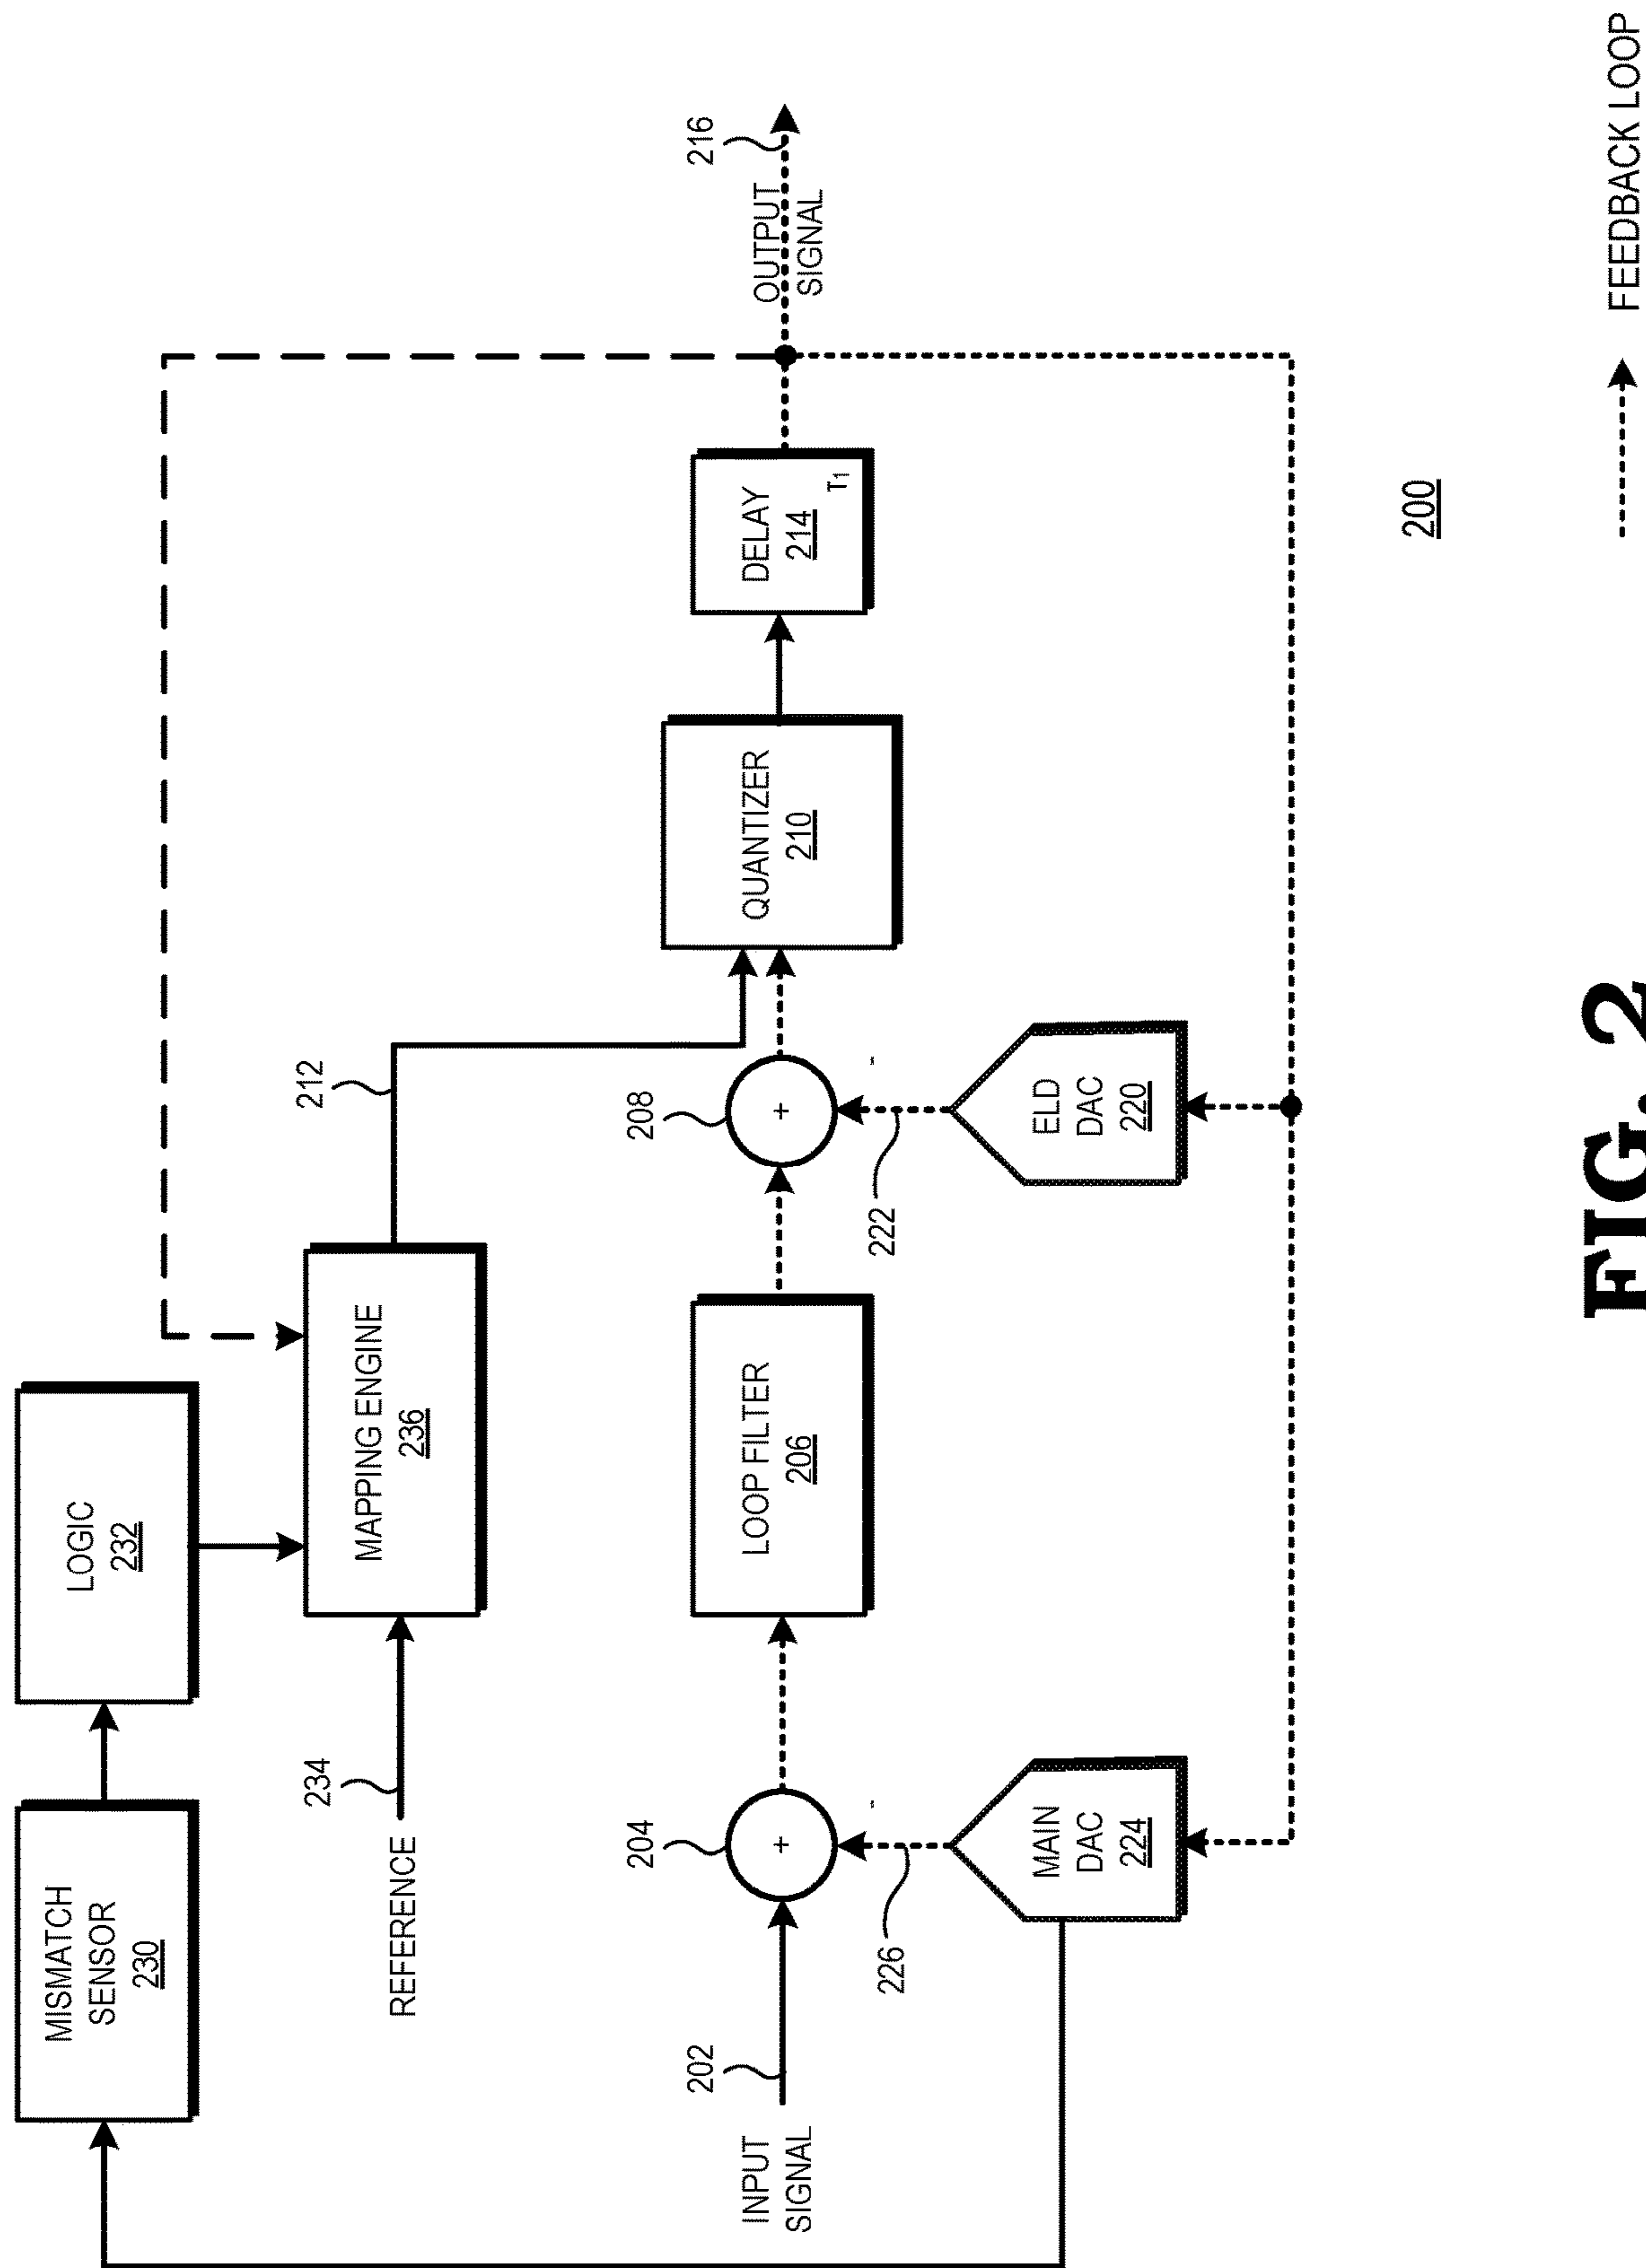 MISMATCH
SENSOR
230
LOGIC
232
REFERENCE
234
MAPPING ENGINE
236
212
INPUT
SIGNAL
202
204
+
LOOP FILTER
206
208
+
QUANTIZER
210
DELAY
214
T1
OUTPUT
SIGNAL
216
226
-
MAIN
DAC
224
222
-
ELD
DAC
220
200
FEEDBACK LOOP
FIG. 2